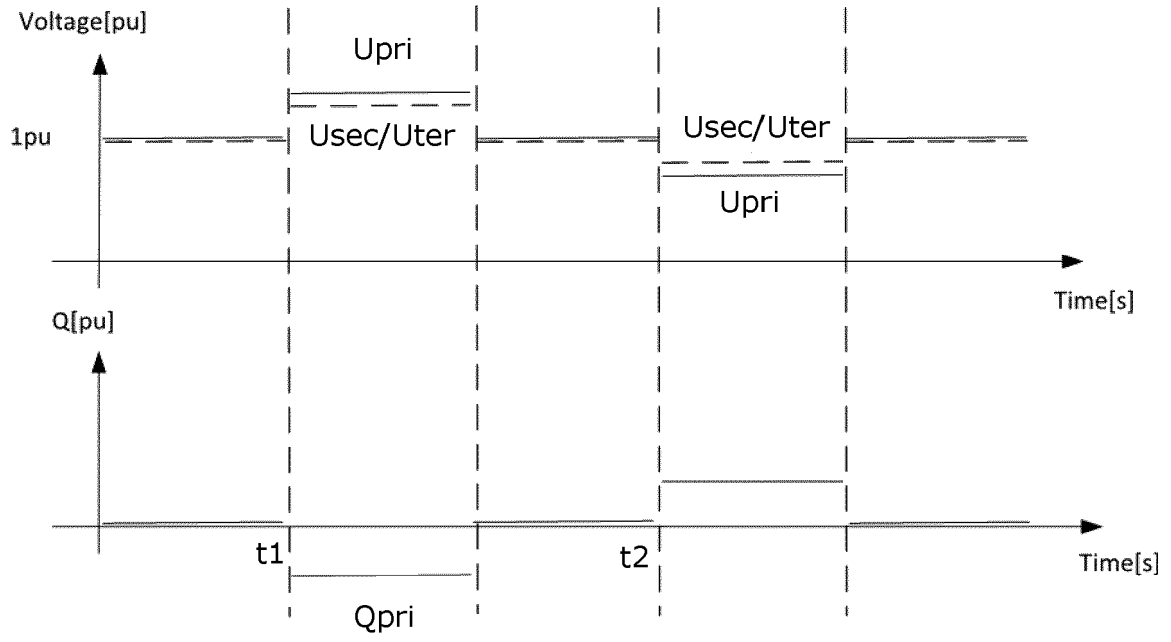 Voltage[pu]
Upri
1pu
Usec/Uter
Usec/Uter
Upri
Time[s]
Q[pu]
t1
t2
Time[s]
Qpri